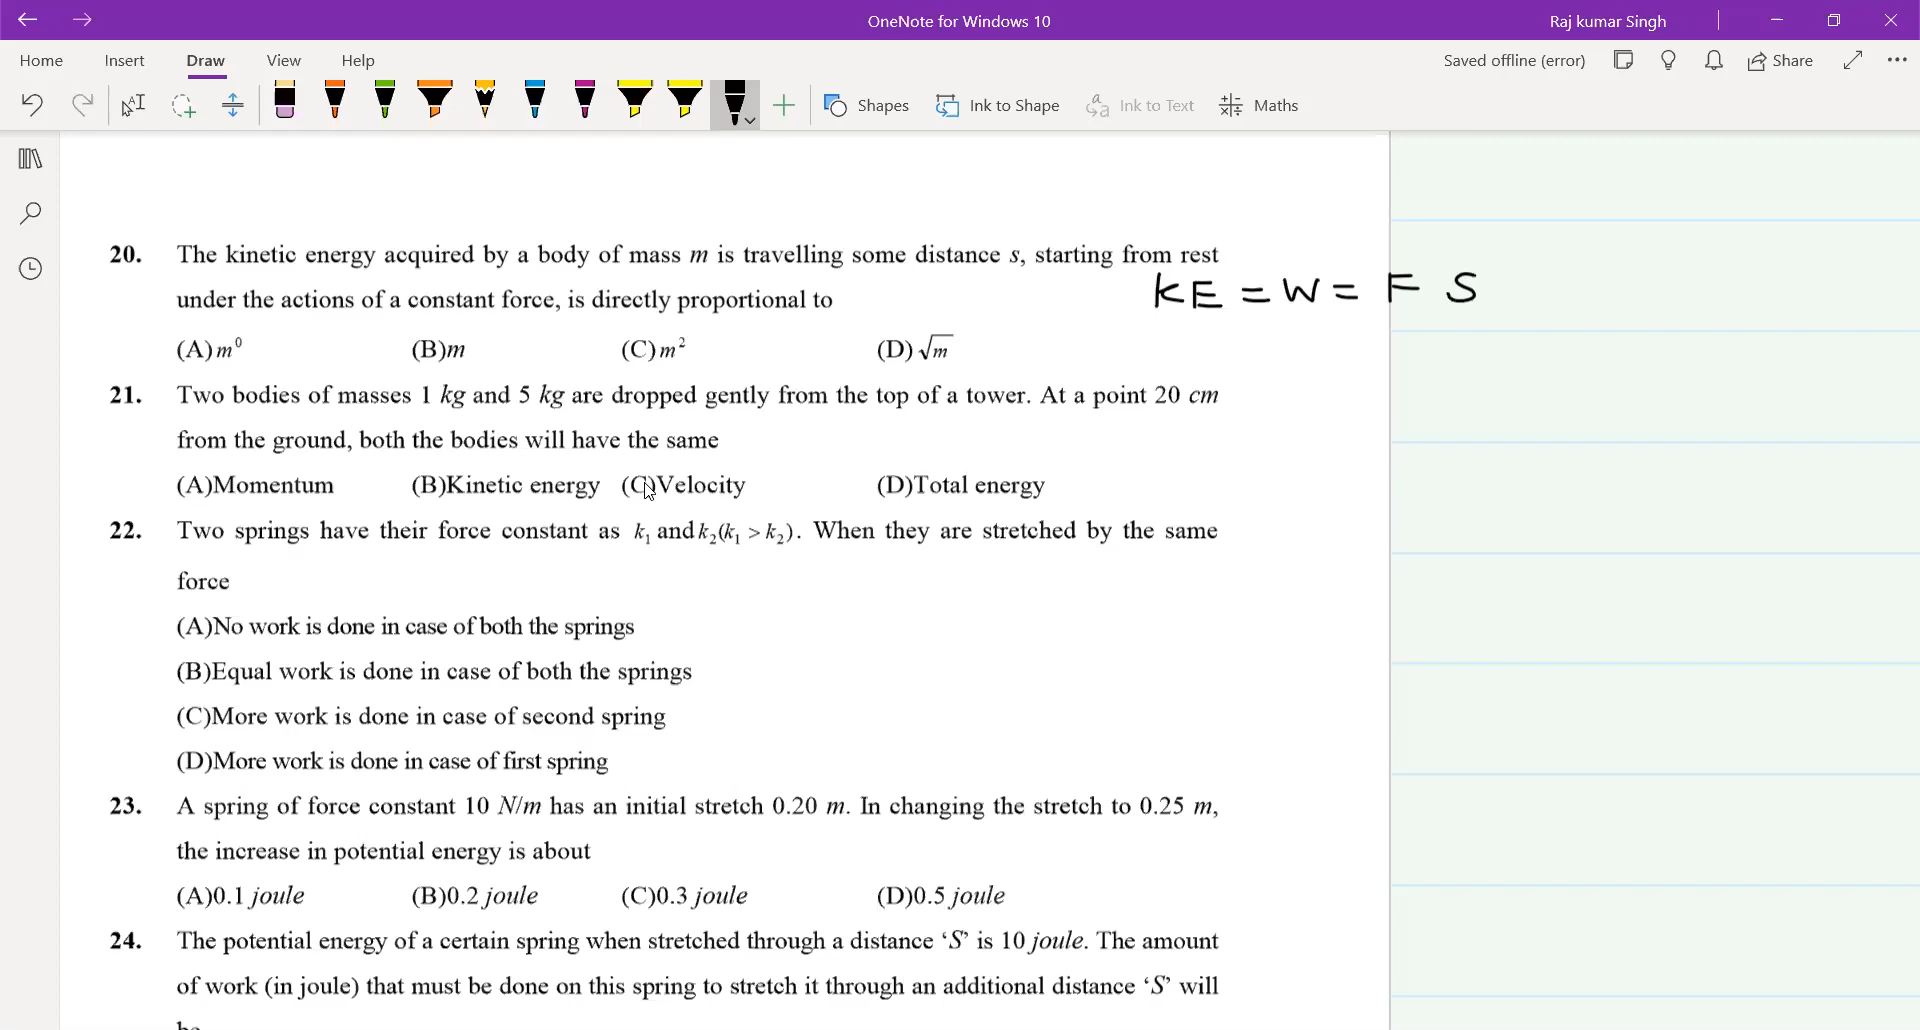 OneNote for Windows 10
Raj kumar Singh
Home Insert Draw View Help
Saved offline (error) Share
Shapes Ink to Shape Ink to Text Maths
20. The kinetic energy acquired by a body of mass m is travelling some distance s, starting from rest
under the actions of a constant force, is directly proportional to
KE = W = F S
(A) m⁰ (B)m (C) m² (D) √m
21. Two bodies of masses 1 kg and 5 kg are dropped gently from the top of a tower. At a point 20 cm
from the ground, both the bodies will have the same
(A)Momentum (B)Kinetic energy (C)Velocity (D)Total energy
22. Two springs have their force constant as k₁ and k₂(k₁ > k₂). When they are stretched by the same
force
(A)No work is done in case of both the springs
(B)Equal work is done in case of both the springs
(C)More work is done in case of second spring
(D)More work is done in case of first spring
23. A spring of force constant 10 N/m has an initial stretch 0.20 m. In changing the stretch to 0.25 m,
the increase in potential energy is about
(A)0.1 joule (B)0.2 joule (C)0.3 joule (D)0.5 joule
24. The potential energy of a certain spring when stretched through a distance ‘S’ is 10 joule. The amount
of work (in joule) that must be done on this spring to stretch it through an additional distance ‘S’ will